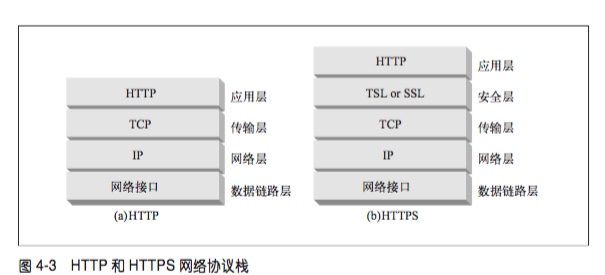 HTTP 应用层
TCP 传输层
IP 网络层
网络接口 数据链路层
(a)HTTP
HTTP 应用层
TSL or SSL 安全层
TCP 传输层
IP 网络层
网络接口 数据链路层
(b)HTTPS
图 4-3 HTTP 和 HTTPS 网络协议栈